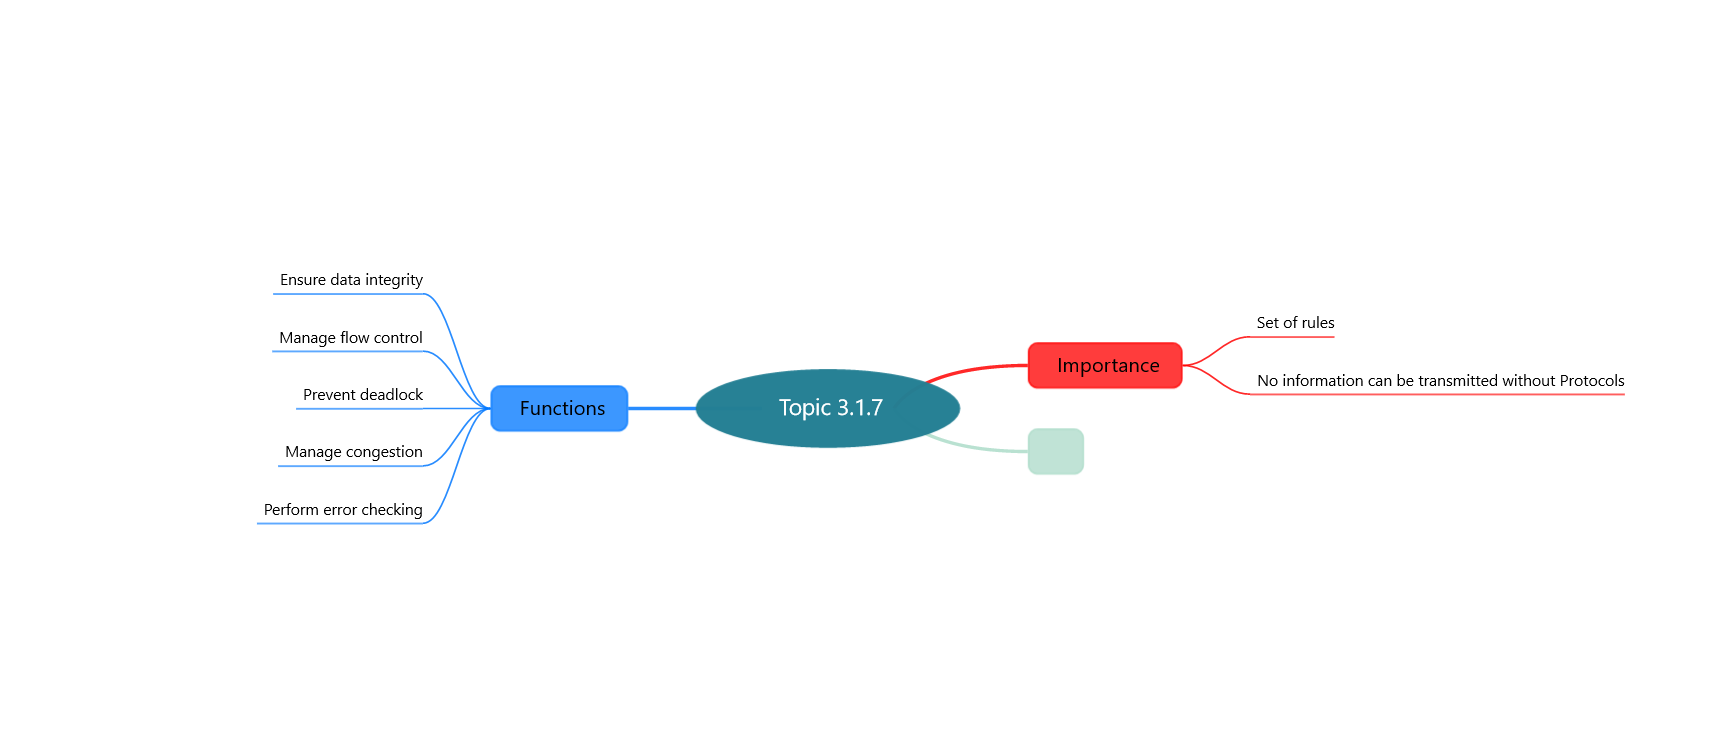 Ensure data integrity
Manage flow control
Prevent deadlock
Manage congestion
Perform error checking
Functions
Topic 3.1.7
Importance
Set of rules
No information can be transmitted without Protocols